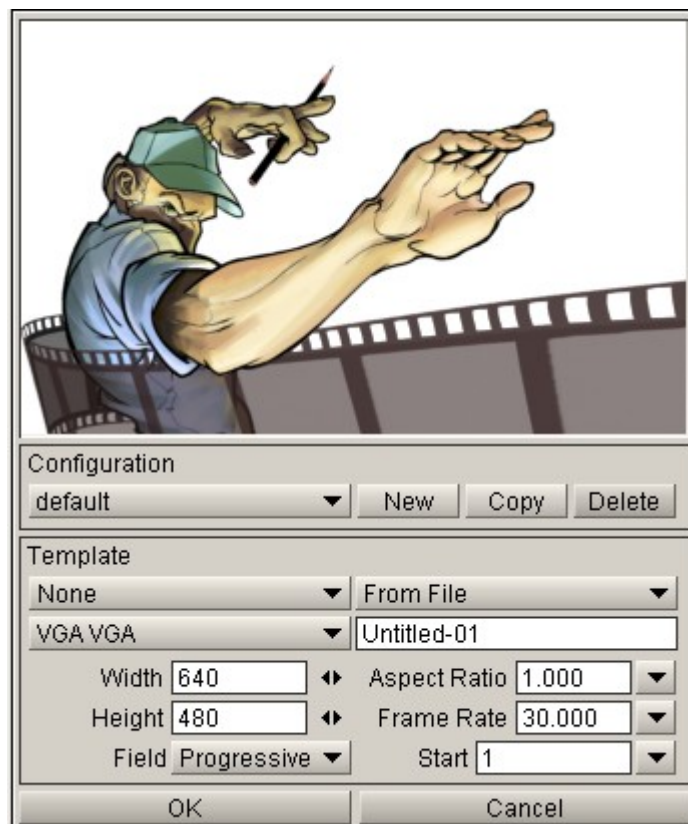 Configuration
default New Copy Delete
Template
None From File
VGA VGA Untitled-01
Width 640 Aspect Ratio 1.000
Height 480 Frame Rate 30.000
Field Progressive Start 1
OK Cancel